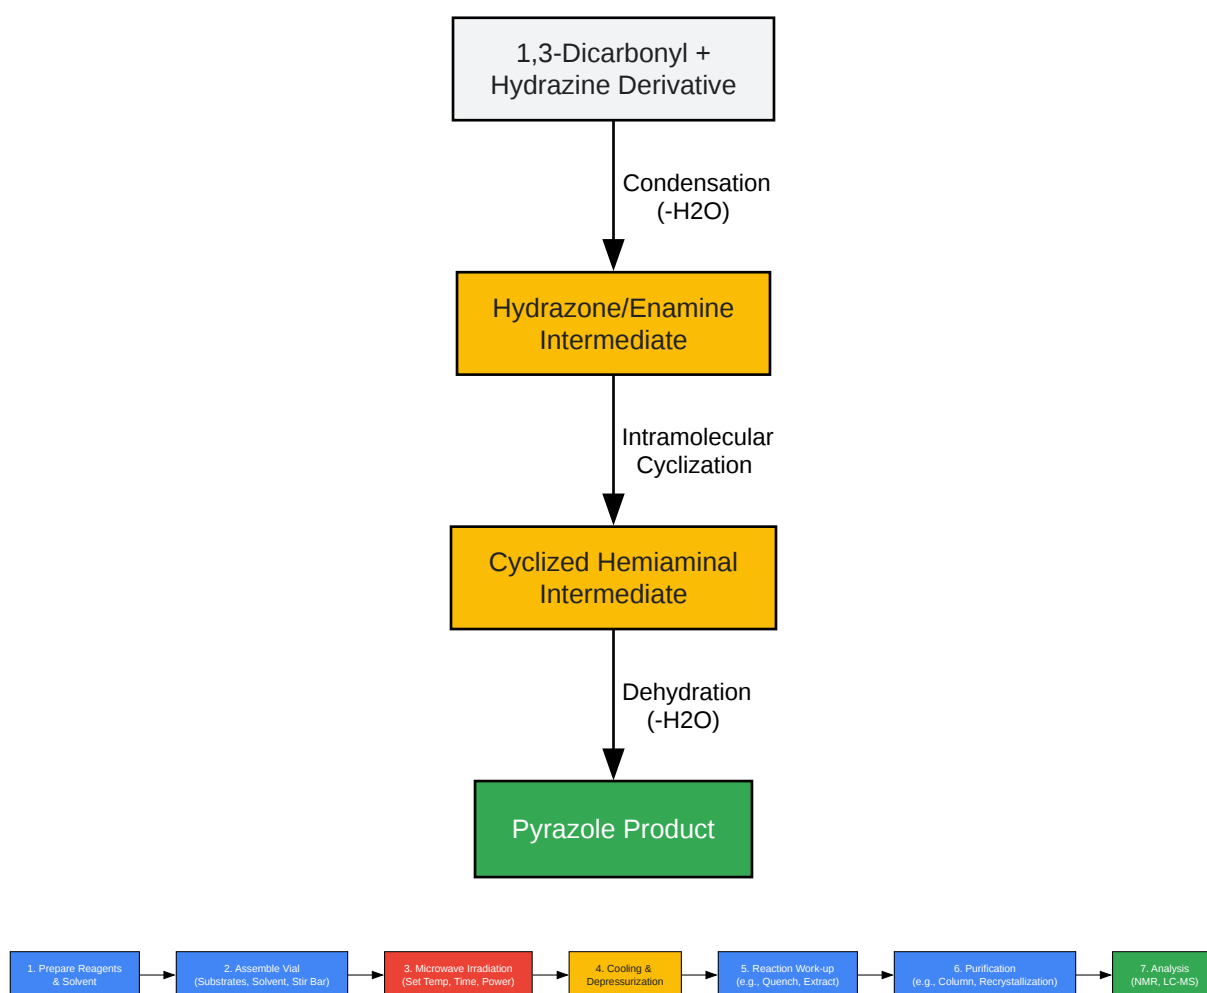 1,3-Dicarbonyl +
Hydrazine Derivative
Condensation
(-H2O)
Hydrazone/Enamine
Intermediate
Intramolecular
Cyclization
Cyclized Hemiaminal
Intermediate
Dehydration
(-H2O)
Pyrazole Product
1. Prepare Reagents
& Solvent
2. Assemble Vial
(Substrates, Solvent, Stir Bar)
3. Microwave Irradiation
(Set Temp, Time, Power)
4. Cooling &
Depressurization
5. Reaction Work-up
(e.g., Quench, Extract)
6. Purification
(e.g., Column, Recrystallization)
7. Analysis
(NMR, LC-MS)